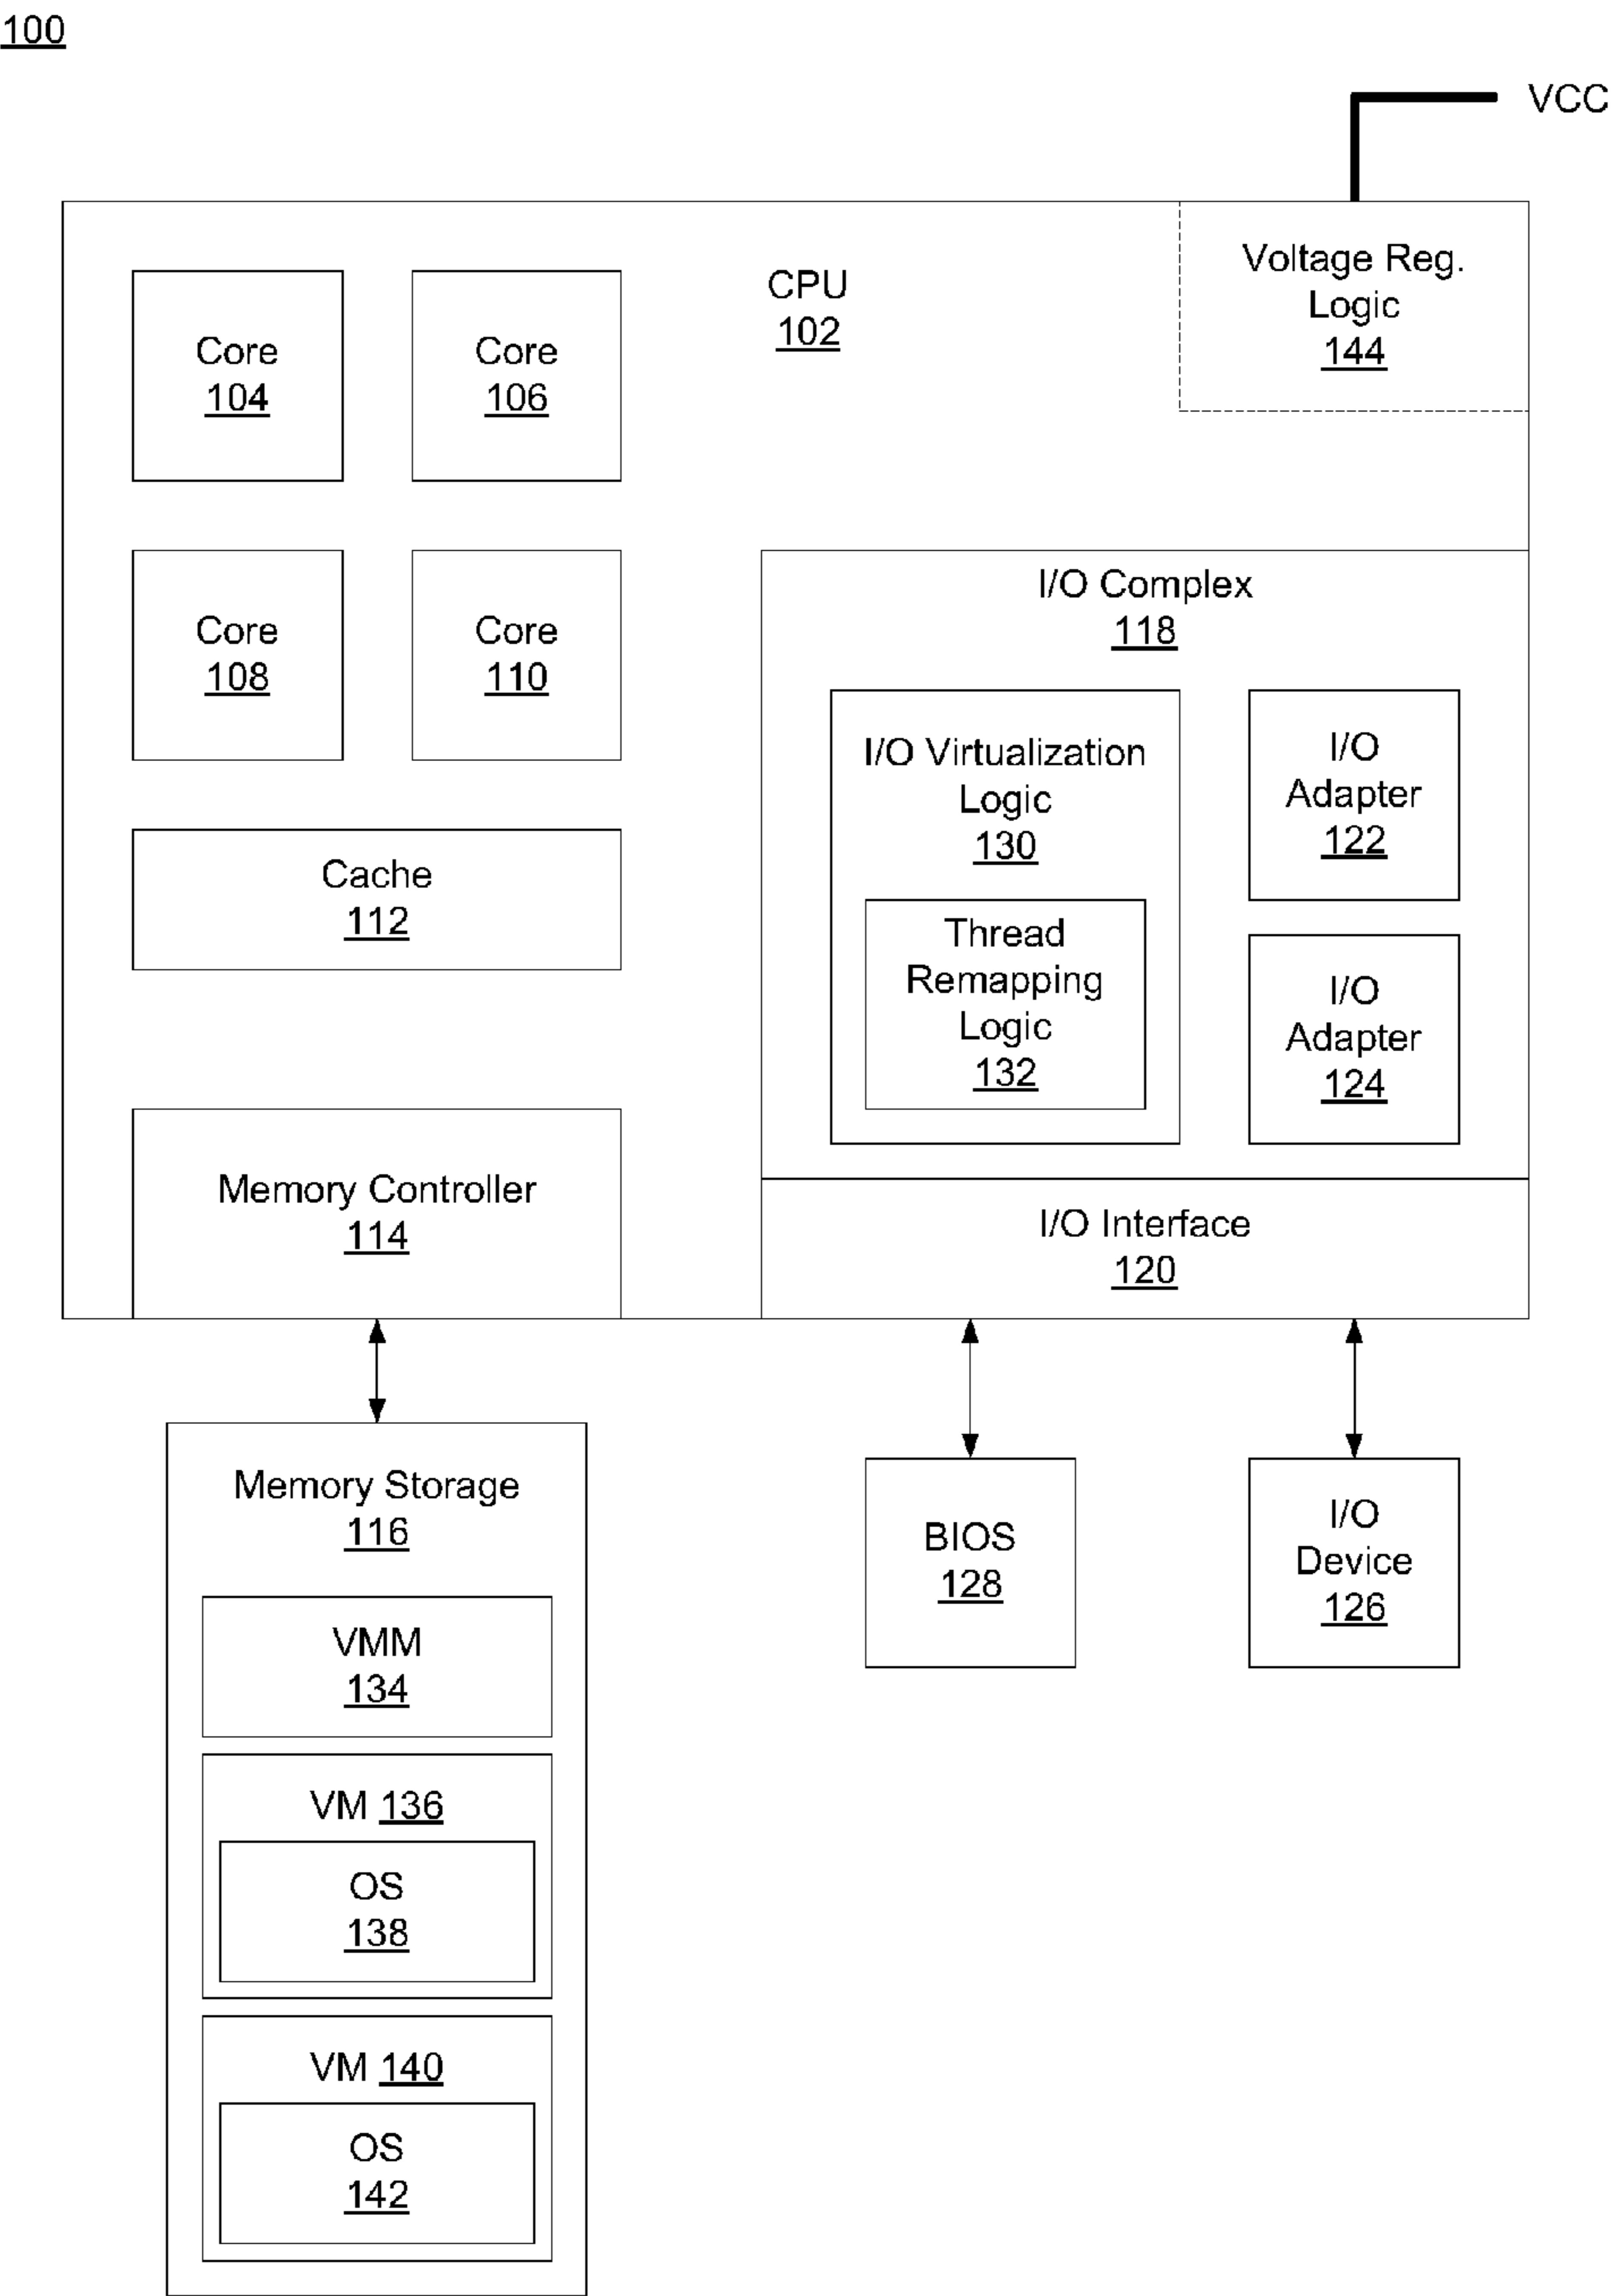 100
VCC
CPU
102
Voltage Reg.
Logic
144
Core
104
Core
106
Core
108
Core
110
Cache
112
Memory Controller
114
I/O Complex
118
I/O Virtualization
Logic
130
Thread
Remapping
Logic
132
I/O
Adapter
122
I/O
Adapter
124
I/O Interface
120
Memory Storage
116
VMM
134
VM 136
OS
138
VM 140
OS
142
BIOS
128
I/O
Device
126